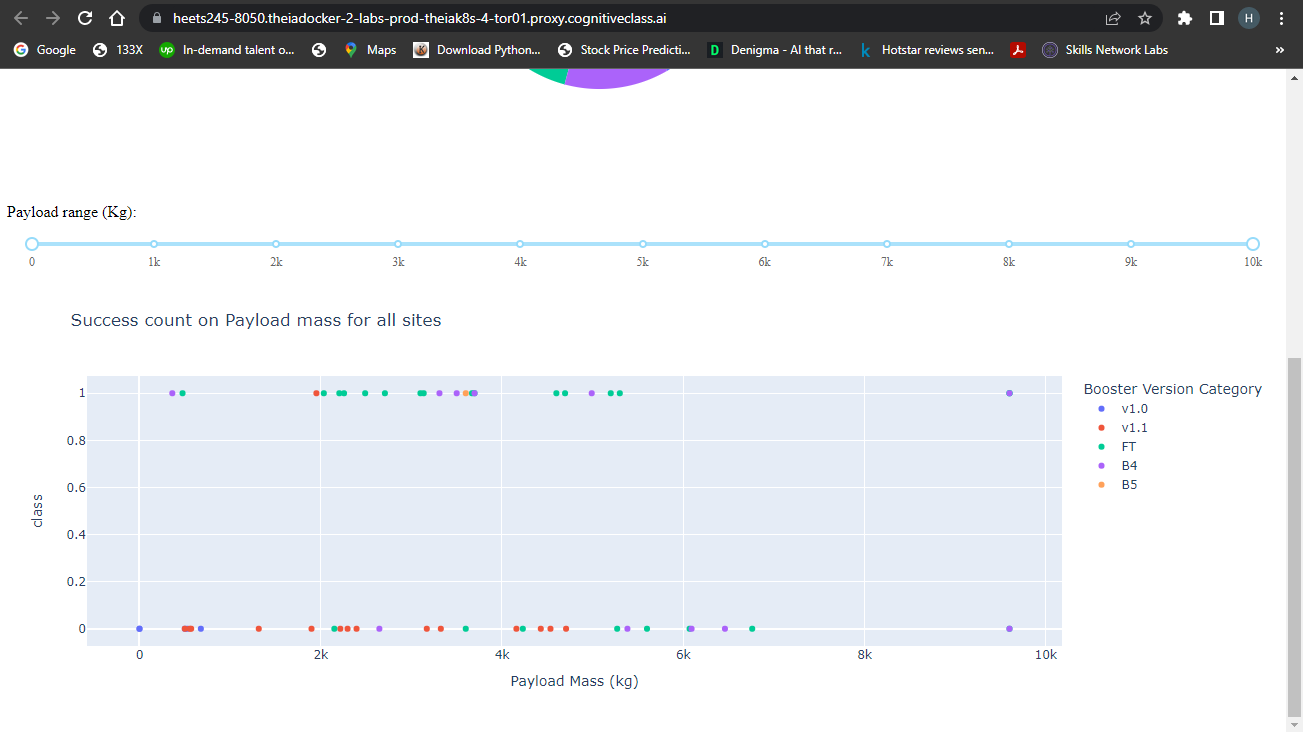 heets245-8050.theiadocker-2-labs-prod-theiak8s-4-tor01.proxy.cognitiveclass.ai
H
Google 133X In-demand talent o... Maps Download Python... Stock Price Predicti... Denigma - AI that r... Hotstar reviews sen... Skills Network Labs »
Payload range (Kg):
0 1k 2k 3k 4k 5k 6k 7k 8k 9k 10k
Success count on Payload mass for all sites
1
0.8
0.6
0.4
0.2
0
class
0 2k 4k 6k 8k 10k
Payload Mass (kg)
Booster Version Category
v1.0
v1.1
FT
B4
B5